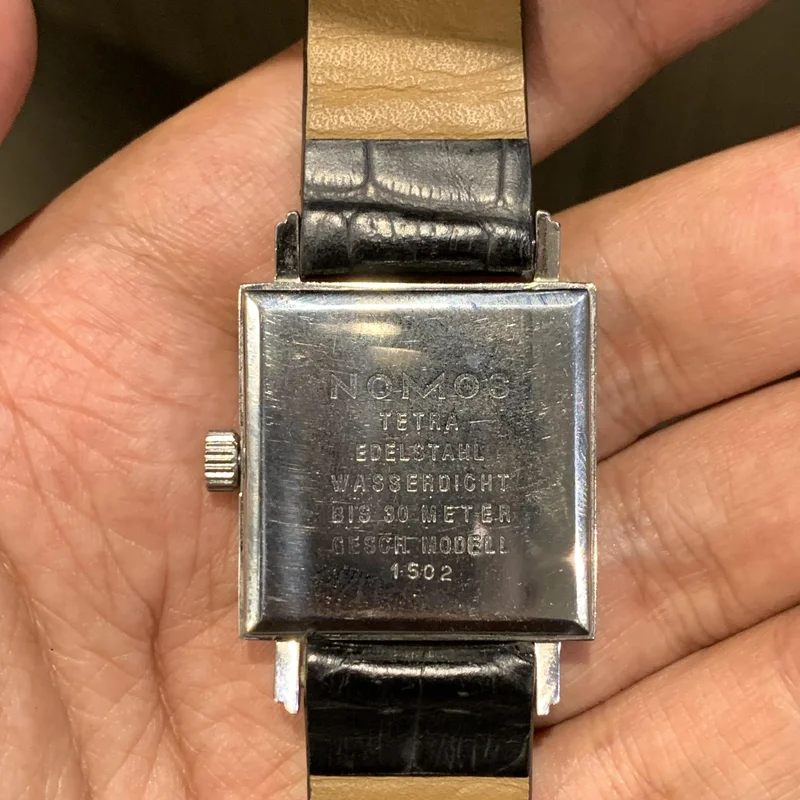 NOMOS
TETRA
EDELSTAHL
WASSERDICHT
BIS 30 METER
GESCH. MODELL
1502